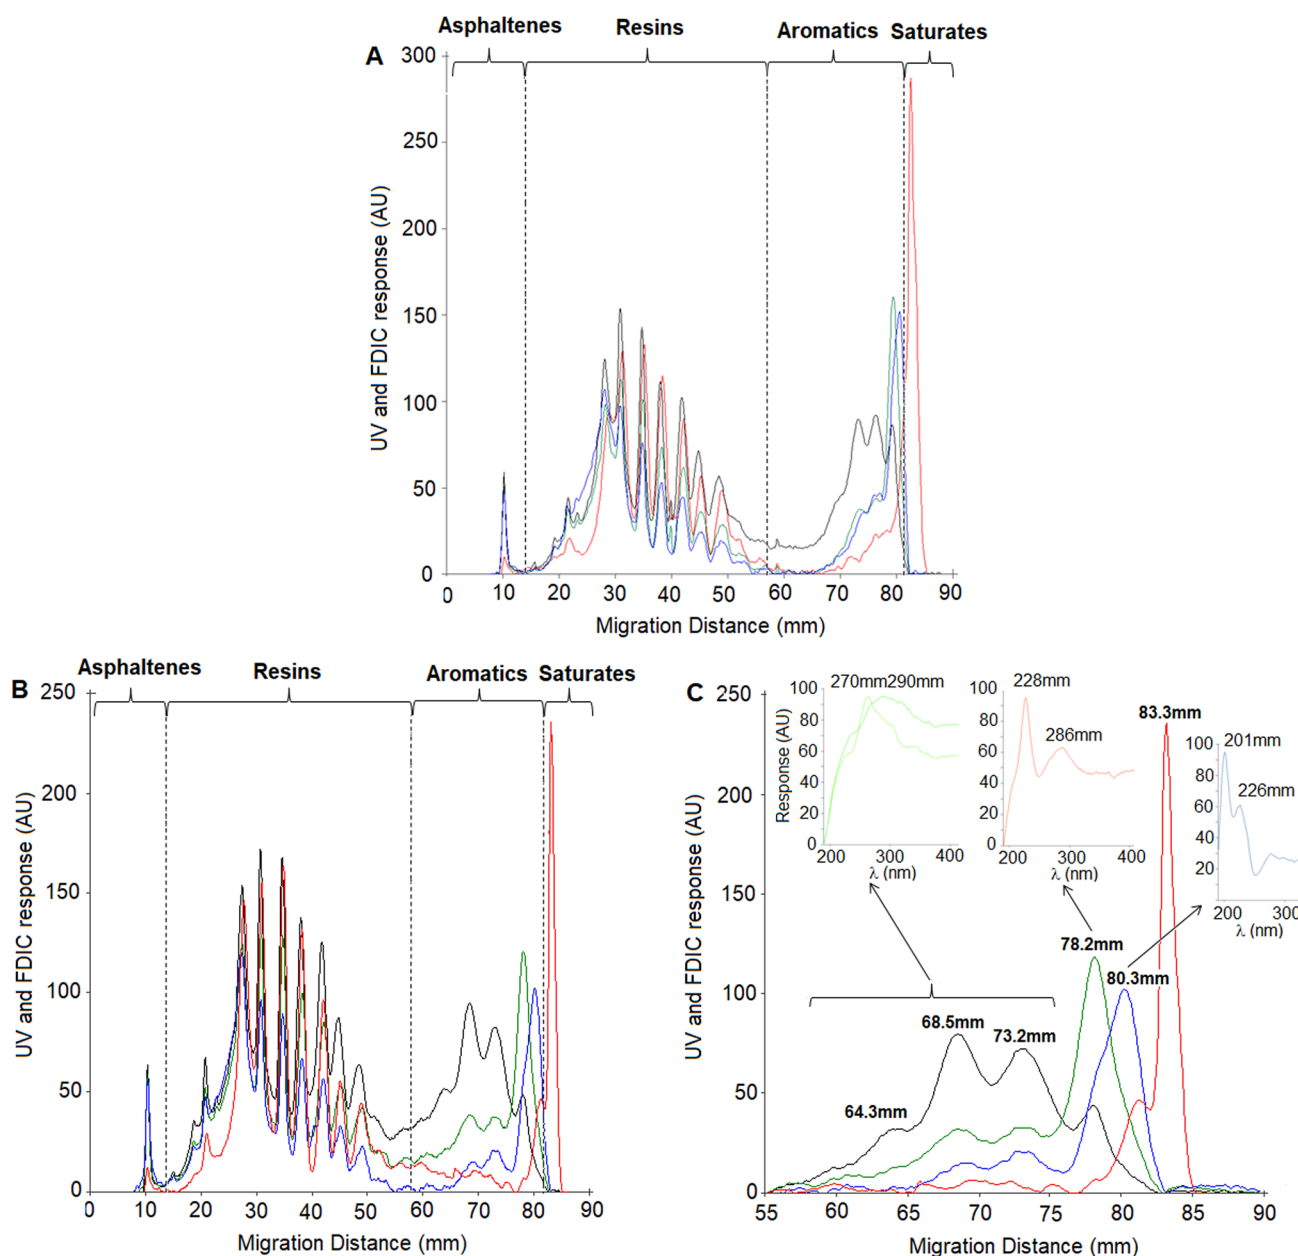 Asphaltenes Resins Aromatics Saturates
A
300
250
200
150
100
50
0
UV and FDIC response (AU)
0 10 20 30 40 50 60 70 80 90
Migration Distance (mm)
Asphaltenes Resins Aromatics Saturates
B
250
200
150
100
50
0
UV and FDIC response (AU)
0 10 20 30 40 50 60 70 80 90
Migration Distance (mm)
C
250
200
150
100
50
0
UV and FDIC response (AU)
270mm 290mm
100
80
60
40
20
0
Response (AU)
200 300 400
λ (nm)
228mm
286mm
100
80
60
40
20
0
200 300 400
λ (nm)
83.3mm
201mm
226mm
100
80
60
40
20
200 300
λ (nm)
78.2mm
80.3mm
68.5mm
73.2mm
64.3mm
55 60 65 70 75 80 85 90
Migration Distance (mm)